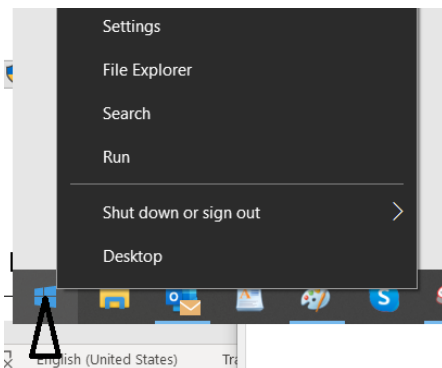 Settings
File Explorer
Search
Run
Shut down or sign out
Desktop
S
English (United States)